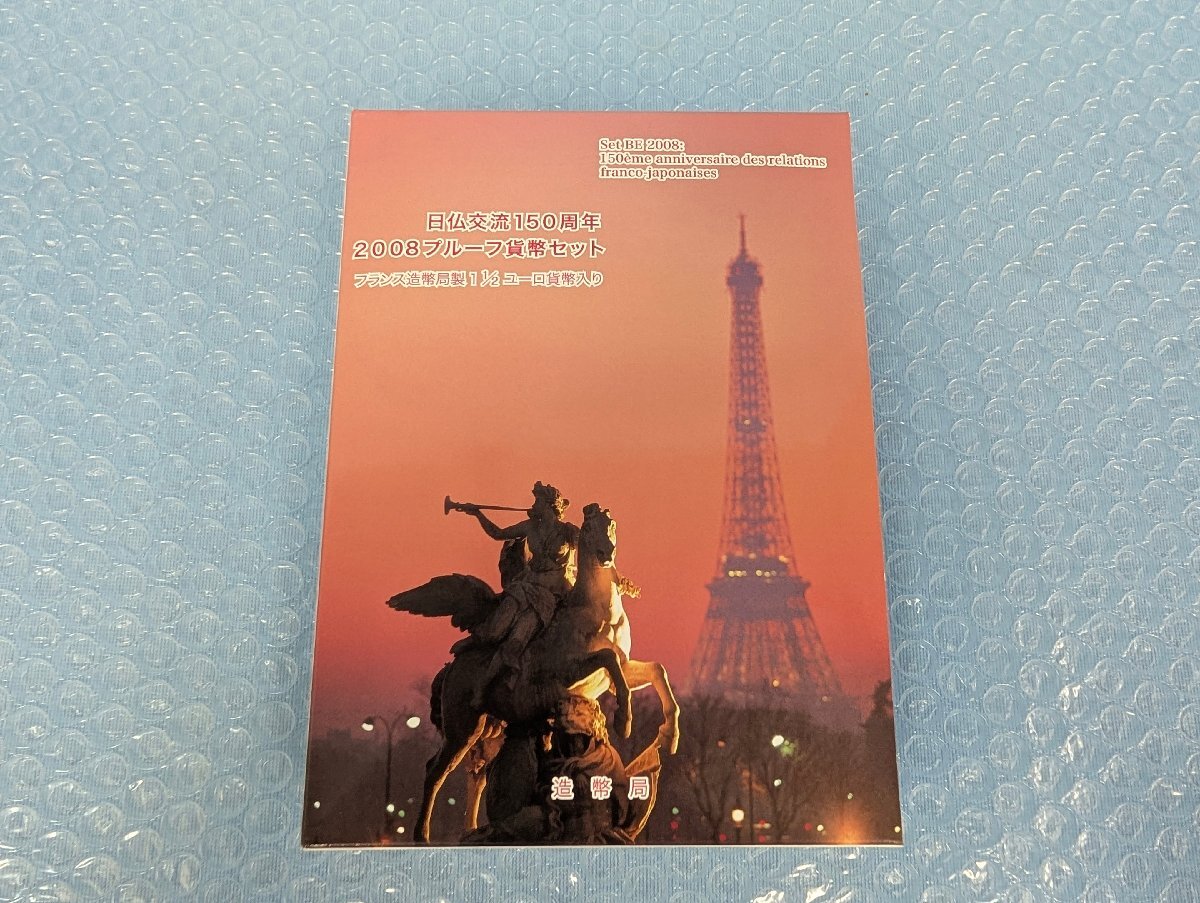 Set BE 2008:
150ème anniversaire des relations
franco-japonaises
日仏交流150周年
2008プルーフ貨幣セット
フランス造幣局製1 1/2 ユーロ貨幣入り
造幣局